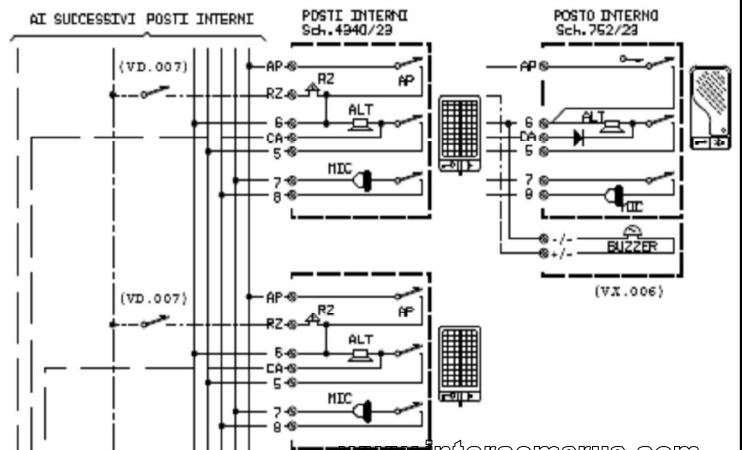 AI SUCCESSIVI POSTI INTERNI
POSTI INTERNI
Sch.4940/29
POSTO INTERNO
Sch.752/29
(VD.007)
AP
RZ
AP
RZ
6
ALT
CA
5
MIC
7
8
AP
6
ALT
CA
5
7
8
MIC
-/~
BUZZER
+/~
(VX.006)
(VD.007)
AP
RZ
AP
RZ
6
ALT
CA
5
MIC
7
8